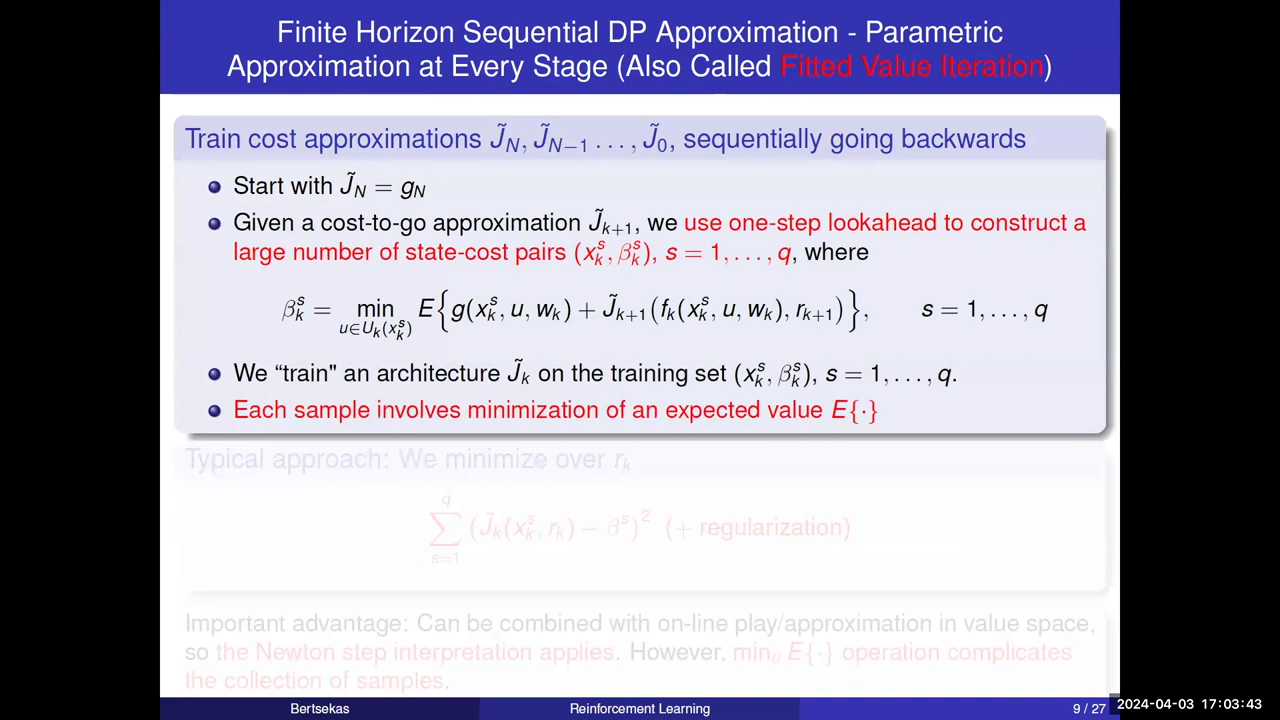 Finite Horizon Sequential DP Approximation - Parametric
Approximation at Every Stage (Also Called Fitted Value Iteration)
Train cost approximations J̃_N, J̃_{N−1} . . . , J̃_0, sequentially going backwards
Start with J̃_N = g_N
Given a cost-to-go approximation J̃_{k+1}, we use one-step lookahead to construct a
large number of state-cost pairs (x_k^s, β_k^s), s = 1, . . . , q, where
β_k^s = min_{u∈U_k(x_k^s)} E{g(x_k^s, u, w_k) + J̃_{k+1}(f_k(x_k^s, u, w_k), r_{k+1})}, s = 1, . . . , q
We “train" an architecture J̃_k on the training set (x_k^s, β_k^s), s = 1, . . . , q.
Each sample involves minimization of an expected value E{·}
Typical approach: We minimize over r_k
∑_{s=1}^{q} (J̃_k(x_k^s, r_k) − β^s)^2 (+ regularization)
Important advantage: Can be combined with on-line play/approximation in value space,
so the Newton step interpretation applies. However, min_u E{·} operation complicates
the collection of samples.
Bertsekas Reinforcement Learning 9 / 27
2024-04-03 17:03:43